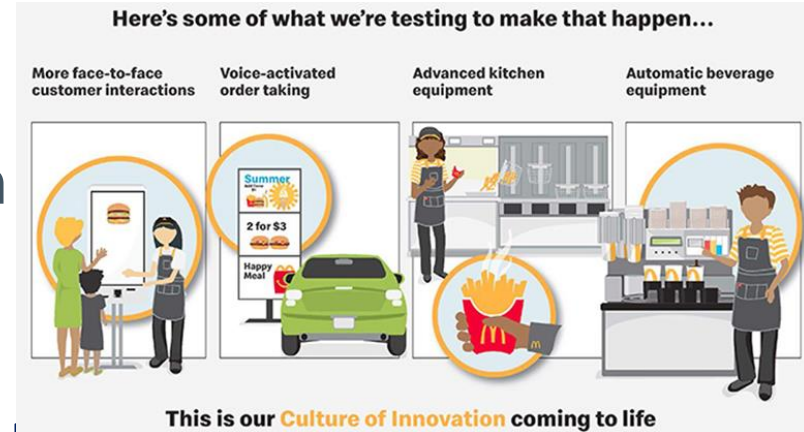 Here's some of what we're testing to make that happen...
More face-to-face
customer interactions
Voice-activated
order taking
Advanced kitchen
equipment
Automatic beverage
equipment
Summer
2 for $3
Happy
Meal
This is our Culture of Innovation coming to life